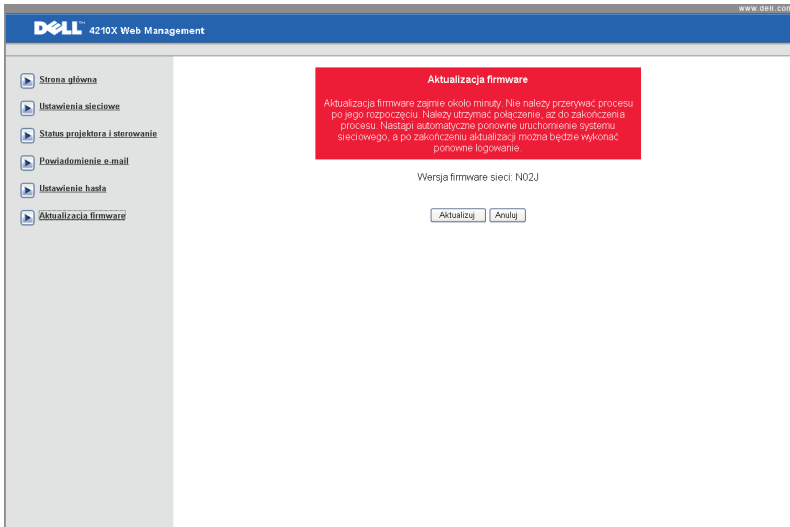 www.dell.com
DELL™ 4210X Web Management
Strona główna
Ustawienia sieciowe
Status projektora i sterowanie
Powiadomienie e-mail
Ustawienie hasła
Aktualizacja firmware
Aktualizacja firmware
Aktualizacja firmware zajmie około minuty. Nie należy przerywać procesu
po jego rozpoczęciu. Należy utrzymać połączenie, aż do zakończenia
procesu. Nastąpi automatyczne ponowne uruchomienie systemu
sieciowego, a po zakończeniu aktualizacji można będzie wykonać
ponowne logowanie.
Wersja firmware sieci: N02J
Aktualizuj Anuluj